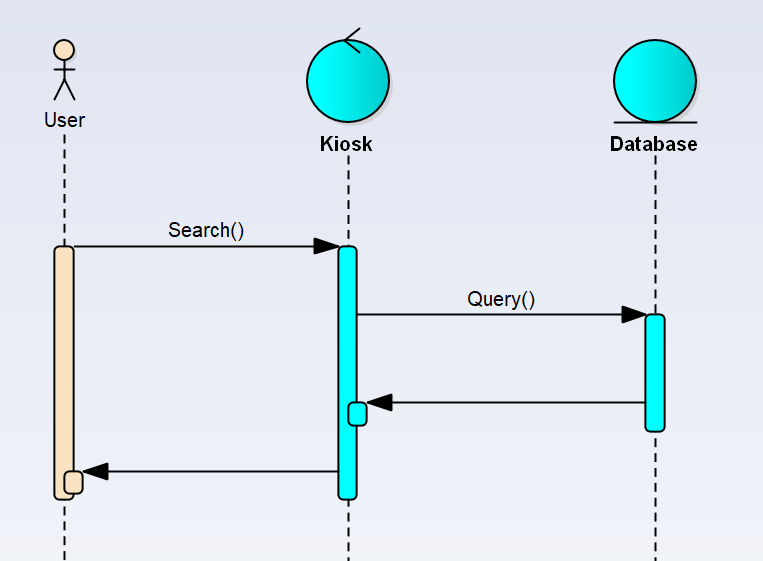 User
Kiosk
Database
Search()
Query()